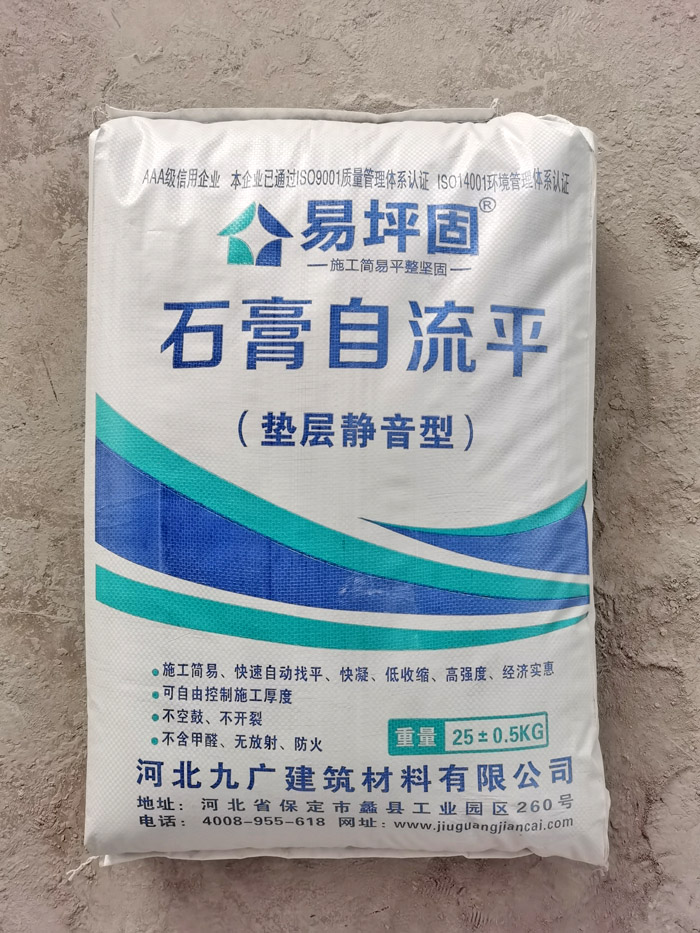 AAA级信用企业 本企业已通过ISO9001质量管理体系认证 ISO14001环境管理体系认证
易坪固®
施工简易平整坚固
石膏自流平
（垫层静音型）
●施工简易、快速自动找平、快凝、低收缩、高强度、经济实惠
●可自由控制施工厚度
●不空鼓、不开裂
●不含甲醛、无放射、防火
重量 25±0.5KG
河北九广建筑材料有限公司
地址：河北省保定市蠡县工业园区260号
电话：4008-955-618 网址：www.jiuguangjiancai.com